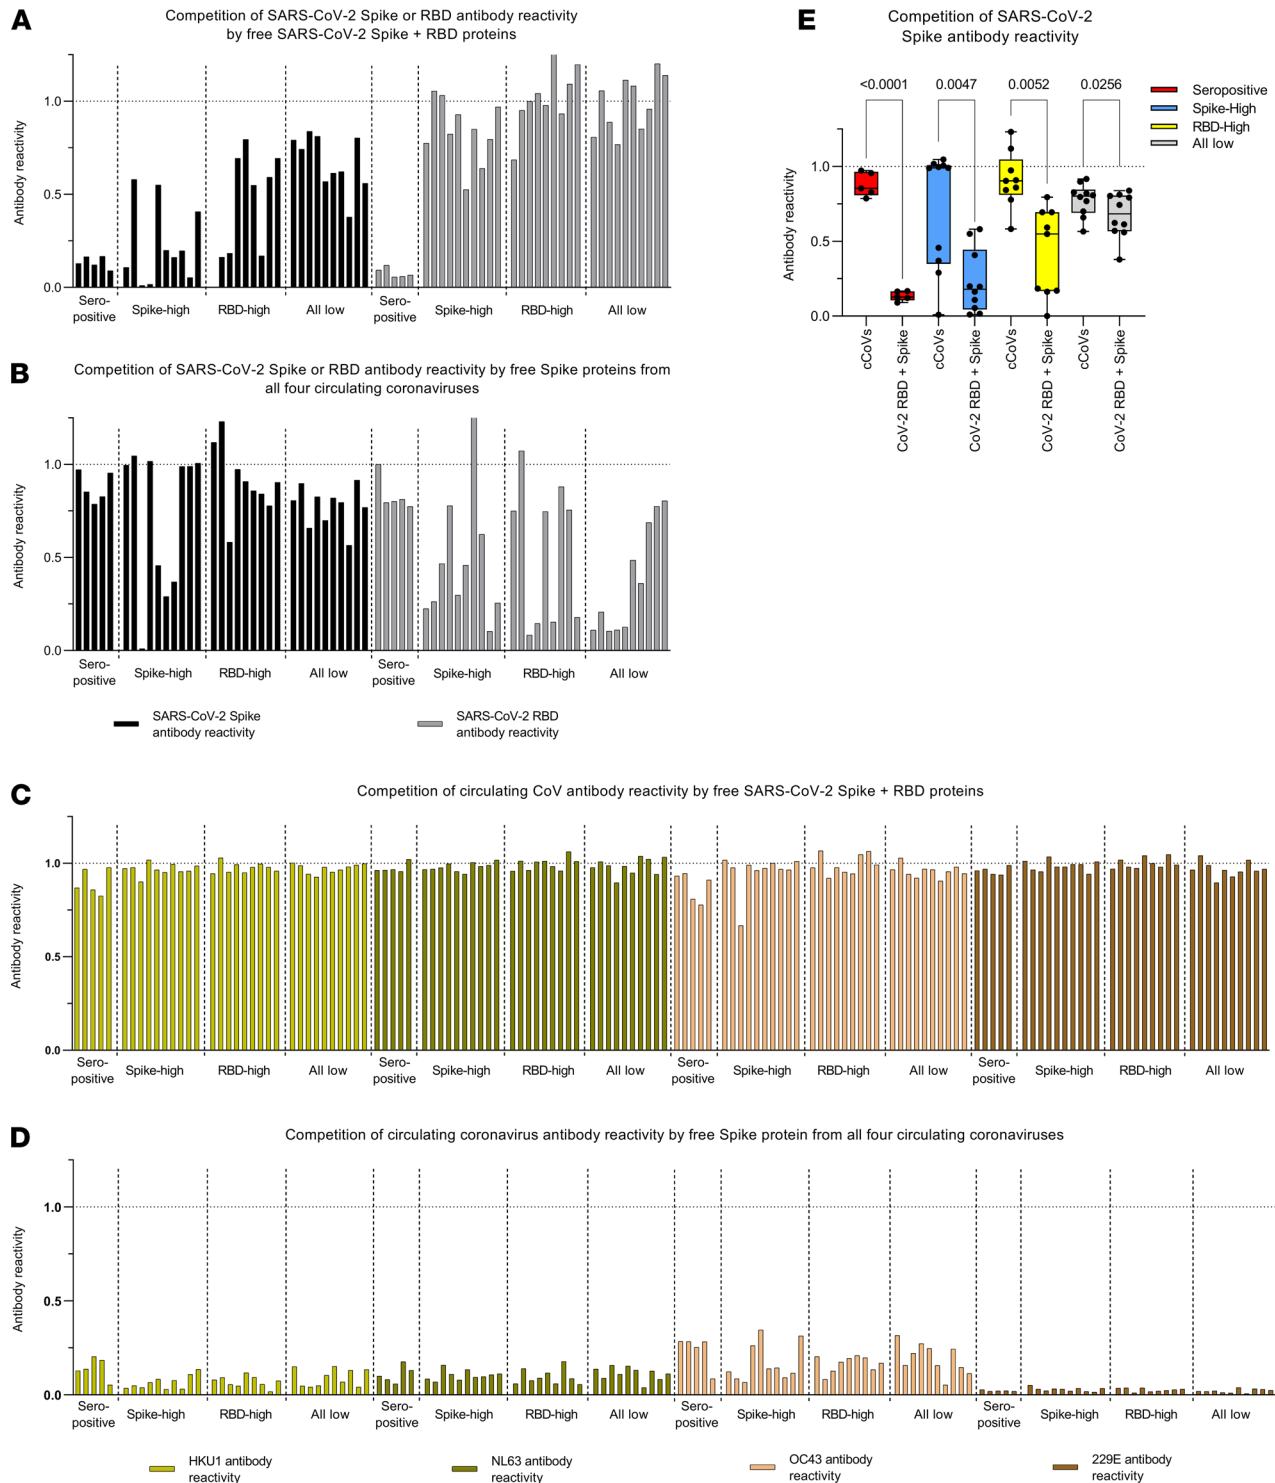 A
Competition of SARS-CoV-2 Spike or RBD antibody reactivity
by free SARS-CoV-2 Spike + RBD proteins
Antibody reactivity
1.0
0.5
0.0
Sero-
positive
Spike-high
RBD-high
All low
Sero-
positive
Spike-high
RBD-high
All low
E
Competition of SARS-CoV-2
Spike antibody reactivity
<0.0001
0.0047
0.0052
0.0256
Antibody reactivity
1.0
0.5
0.0
cCoVs
CoV-2 RBD + Spike
cCoVs
CoV-2 RBD + Spike
cCoVs
CoV-2 RBD + Spike
cCoVs
CoV-2 RBD + Spike
Seropositive
Spike-High
RBD-High
All low
B
Competition of SARS-CoV-2 Spike or RBD antibody reactivity by free Spike proteins from
all four circulating coronaviruses
Antibody reactivity
1.0
0.5
0.0
Sero-
positive
Spike-high
RBD-high
All low
Sero-
positive
Spike-high
RBD-high
All low
SARS-CoV-2 Spike
antibody reactivity
SARS-CoV-2 RBD
antibody reactivity
C
Competition of circulating CoV antibody reactivity by free SARS-CoV-2 Spike + RBD proteins
Antibody reactivity
1.0
0.5
0.0
Sero-
positive
Spike-high
RBD-high
All low
Sero-
positive
Spike-high
RBD-high
All low
Sero-
positive
Spike-high
RBD-high
All low
Sero-
positive
Spike-high
RBD-high
All low
D
Competition of circulating coronavirus antibody reactivity by free Spike protein from all four circulating coronaviruses
Antibody reactivity
1.0
0.5
0.0
Sero-
positive
Spike-high
RBD-high
All low
Sero-
positive
Spike-high
RBD-high
All low
Sero-
positive
Spike-high
RBD-high
All low
Sero-
positive
Spike-high
RBD-high
All low
HKU1 antibody
reactivity
NL63 antibody
reactivity
OC43 antibody
reactivity
229E antibody
reactivity